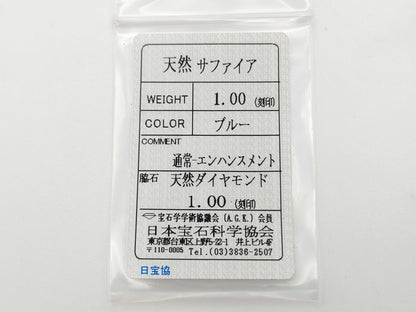 天然 サファイア
WEIGHT 1.00 (刻印)
COLOR ブルー
COMMENT
通常-エンハンスメント
脇石 天然ダイヤモンド
1.00 (刻印)
宝石学学術協議会(A.G.K.)会員
日本宝石科学協会
東京都台東区上野5-22-1 井上ビル4F
〒110-0005 Tel.(03)3836-2507
日宝協